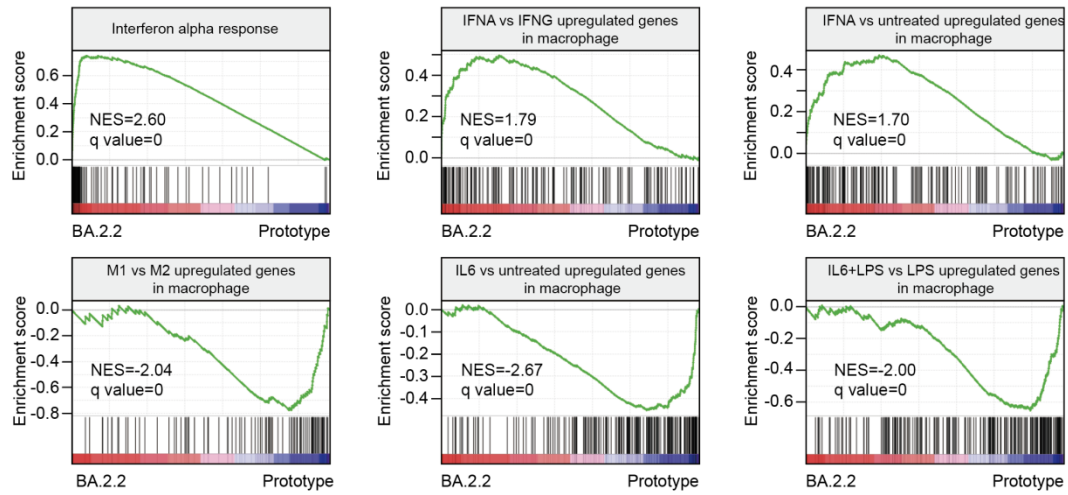 Interferon alpha response
Enrichment score
0.6
0.4
0.2
0.0
NES=2.60
q value=0
BA.2.2 Prototype
IFNA vs IFNG upregulated genes
in macrophage
Enrichment score
0.4
0.2
0.0
NES=1.79
q value=0
BA.2.2 Prototype
IFNA vs untreated upregulated genes
in macrophage
Enrichment score
0.4
0.2
0.0
NES=1.70
q value=0
BA.2.2 Prototype
M1 vs M2 upregulated genes
in macrophage
Enrichment score
0.0
-0.2
-0.4
-0.6
-0.8
NES=-2.04
q value=0
BA.2.2 Prototype
IL6 vs untreated upregulated genes
in macrophage
Enrichment score
0.0
-0.1
-0.2
-0.3
-0.4
NES=-2.67
q value=0
BA.2.2 Prototype
IL6+LPS vs LPS upregulated genes
in macrophage
Enrichment score
0.0
-0.2
-0.4
-0.6
NES=-2.00
q value=0
BA.2.2 Prototype